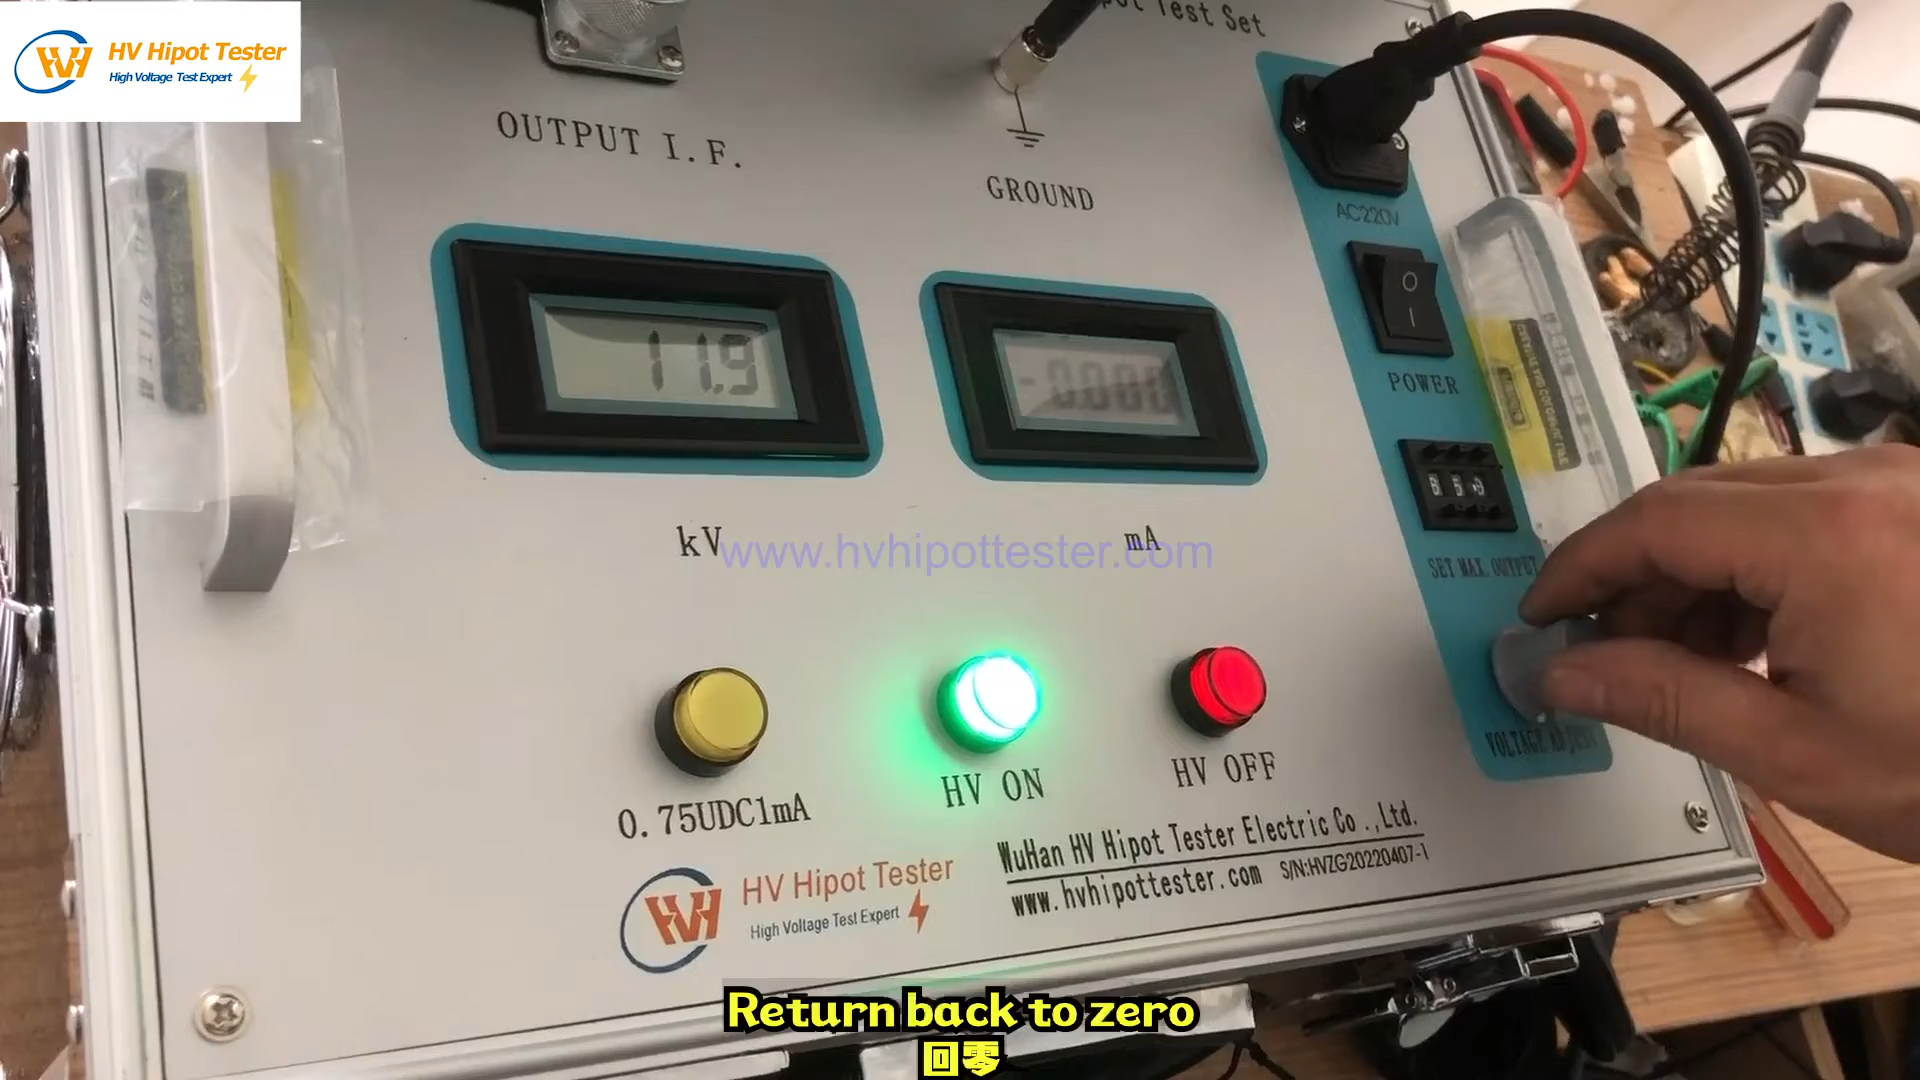 HV Hipot Tester
High Voltage Test Expert
Test Set
OUTPUT I.F.
GROUND
AC220V
O
I
POWER
11.9
-0.000
kV
mA
www.hvhipottester.com
SET MAX. OUTPUT
VOLTAGE ADJUST
0.75UDC1mA
HV ON
HV OFF
HV Hipot Tester
High Voltage Test Expert
WuHan HV Hipot Tester Electric Co .,Ltd.
www.hvhipottester.com S/N:HVZG20220407-1
Return back to zero
回零